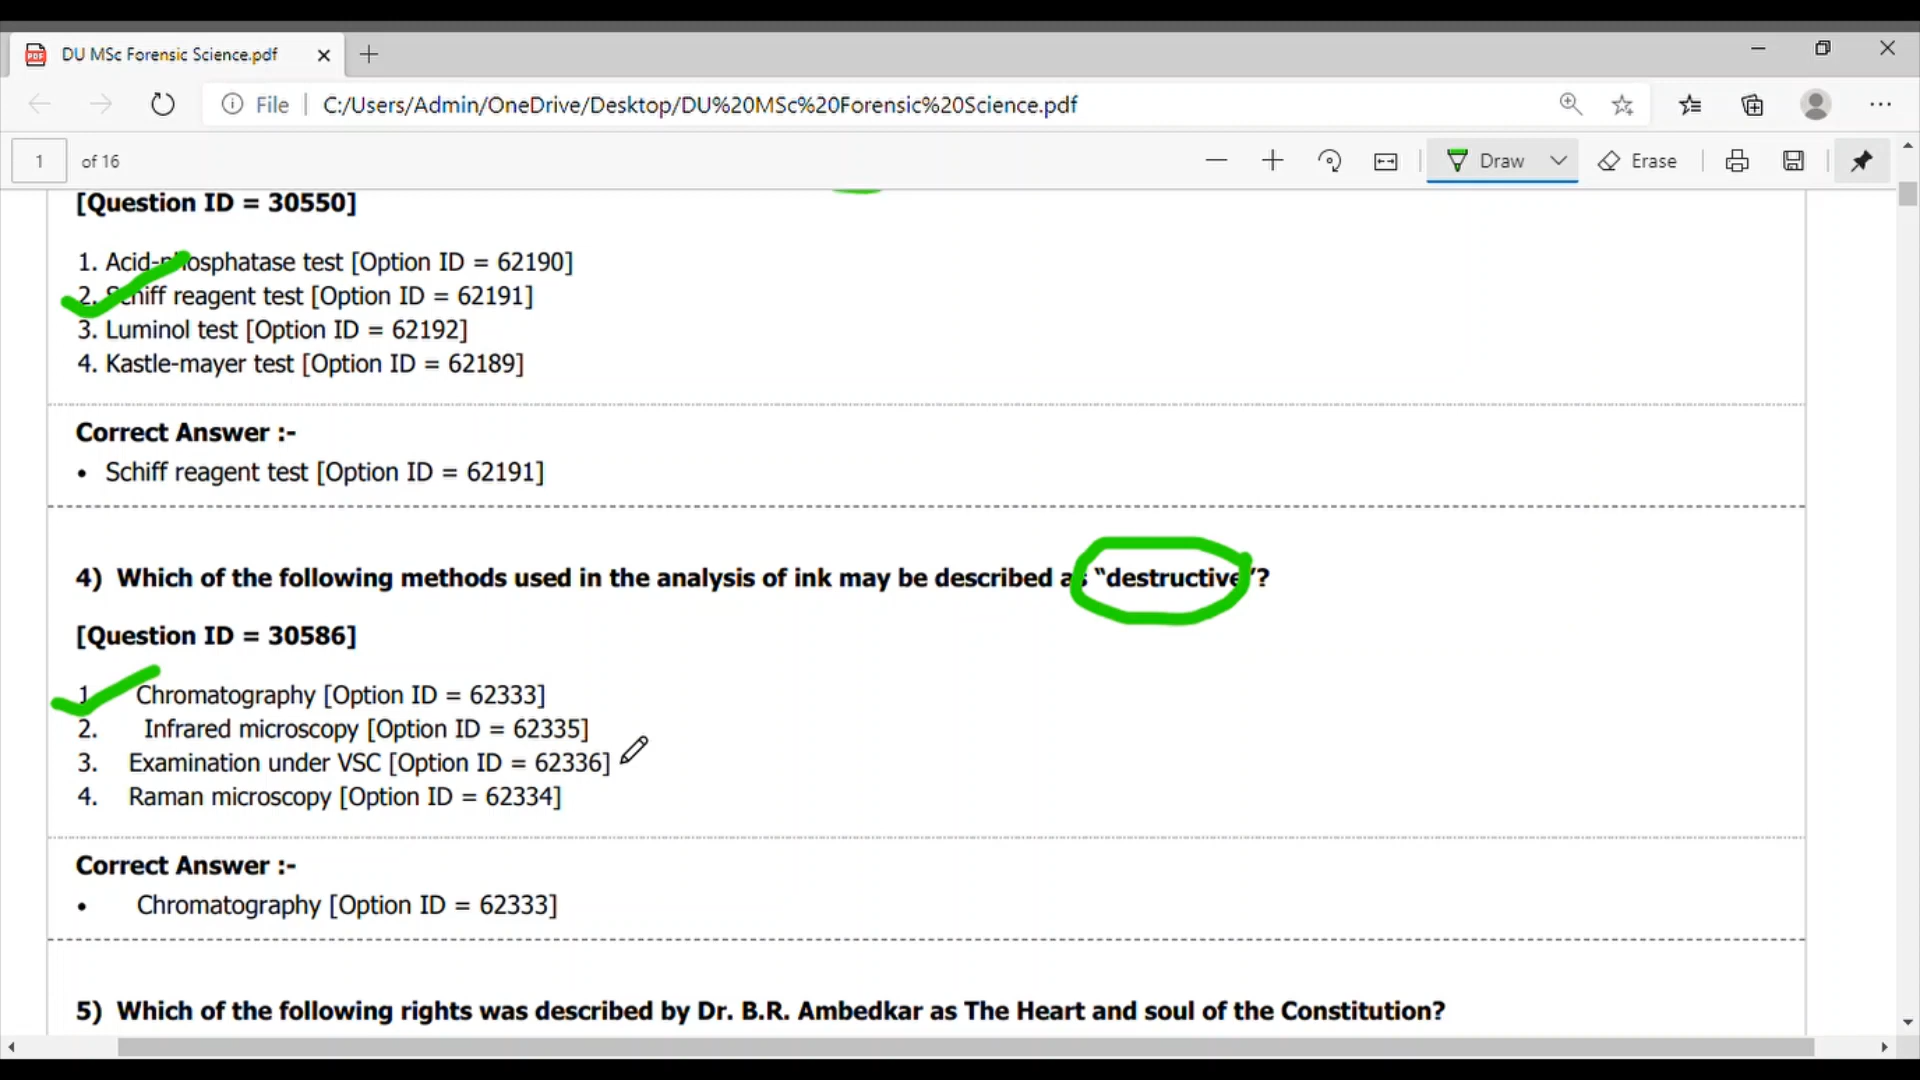 DU MSc Forensic Science.pdf
File
C:/Users/Admin/OneDrive/Desktop/DU%20MSc%20Forensic%20Science.pdf
1 of 16
Draw
Erase
[Question ID = 30550]
1. Acid-phosphatase test [Option ID = 62190]
2. Schiff reagent test [Option ID = 62191]
3. Luminol test [Option ID = 62192]
4. Kastle-mayer test [Option ID = 62189]
Correct Answer :-
• Schiff reagent test [Option ID = 62191]
4) Which of the following methods used in the analysis of ink may be described as “destructive”?
[Question ID = 30586]
1. Chromatography [Option ID = 62333]
2. Infrared microscopy [Option ID = 62335]
3. Examination under VSC [Option ID = 62336]
4. Raman microscopy [Option ID = 62334]
Correct Answer :-
• Chromatography [Option ID = 62333]
5) Which of the following rights was described by Dr. B.R. Ambedkar as The Heart and soul of the Constitution?